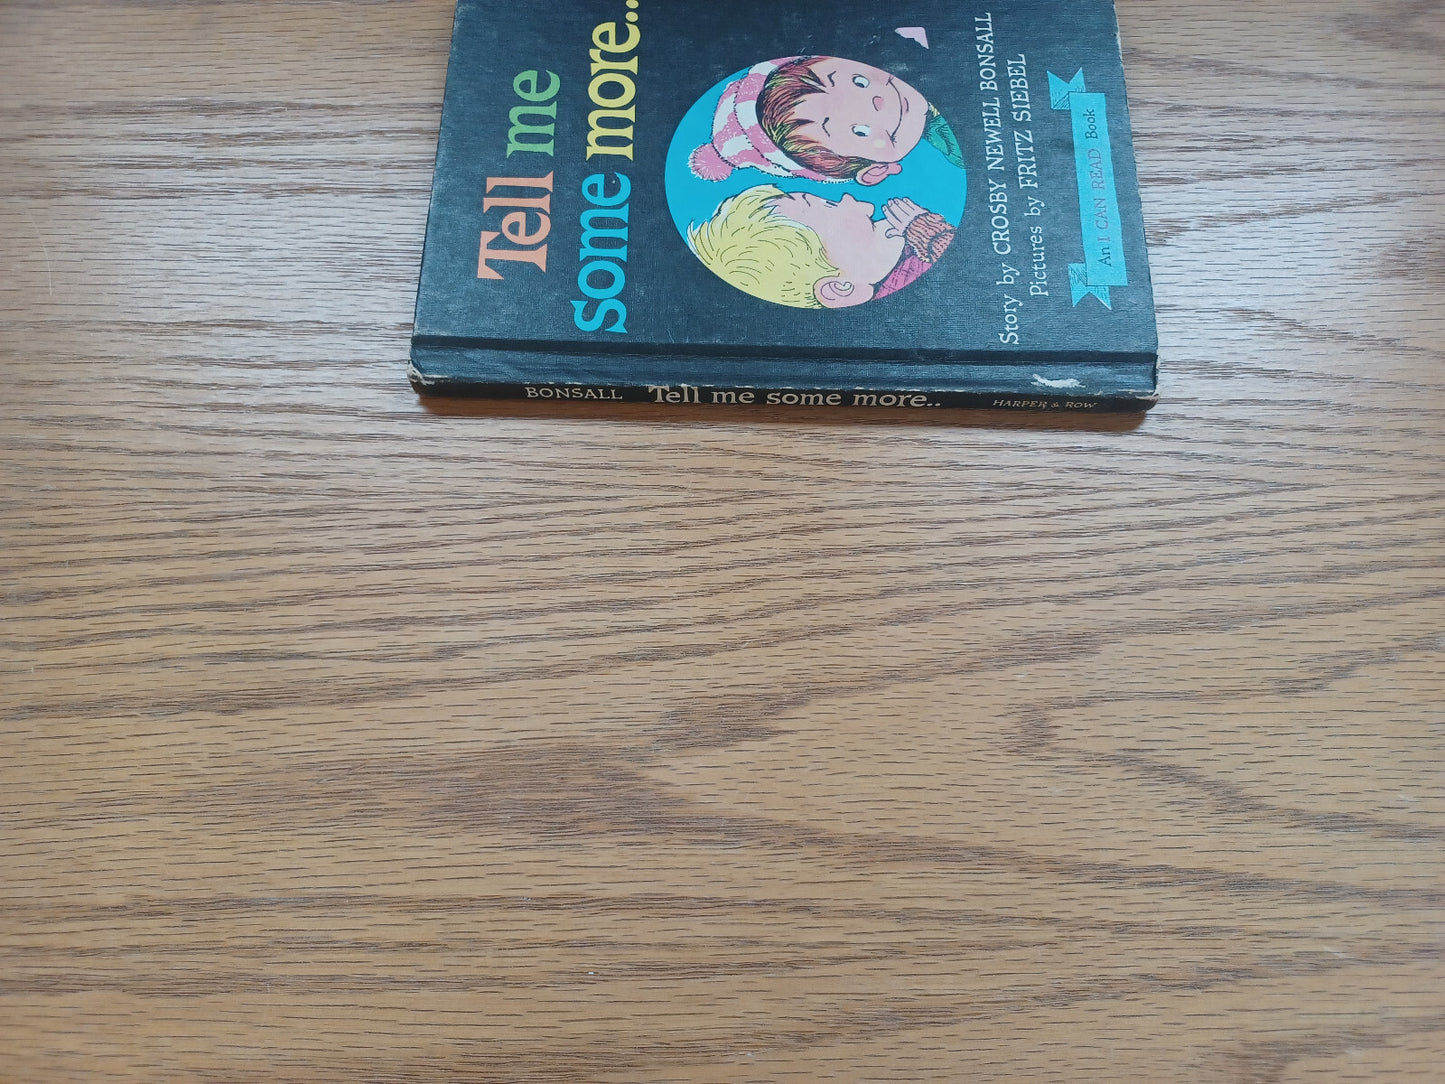 Tell me
some more..
Story by CROSBY NEWELL BONSALL
Pictures by FRITZ SIEBEL
An I CAN READ Book
BONSALL Tell me some more.. HARPER & ROW